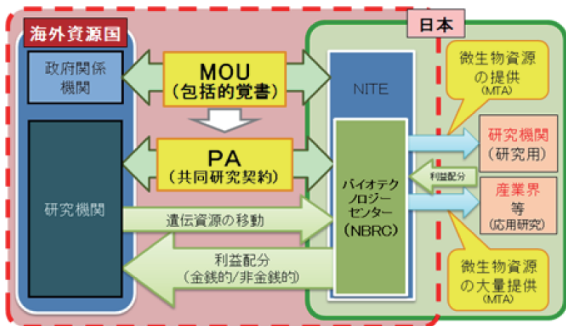 海外資源国
日本
政府関係
機関
MOU
(包括的覚書)
NITE
微生物資源
の提供
(MTA)
研究機関
PA
(共同研究契約)
バイオテク
ノロジー
センター
(NBRC)
研究機関
(研究用)
利益配分
産業界
等
(応用研究)
遺伝資源の移動
利益配分
(金銭的/非金銭的)
微生物資源
の大量提供
(MTA)